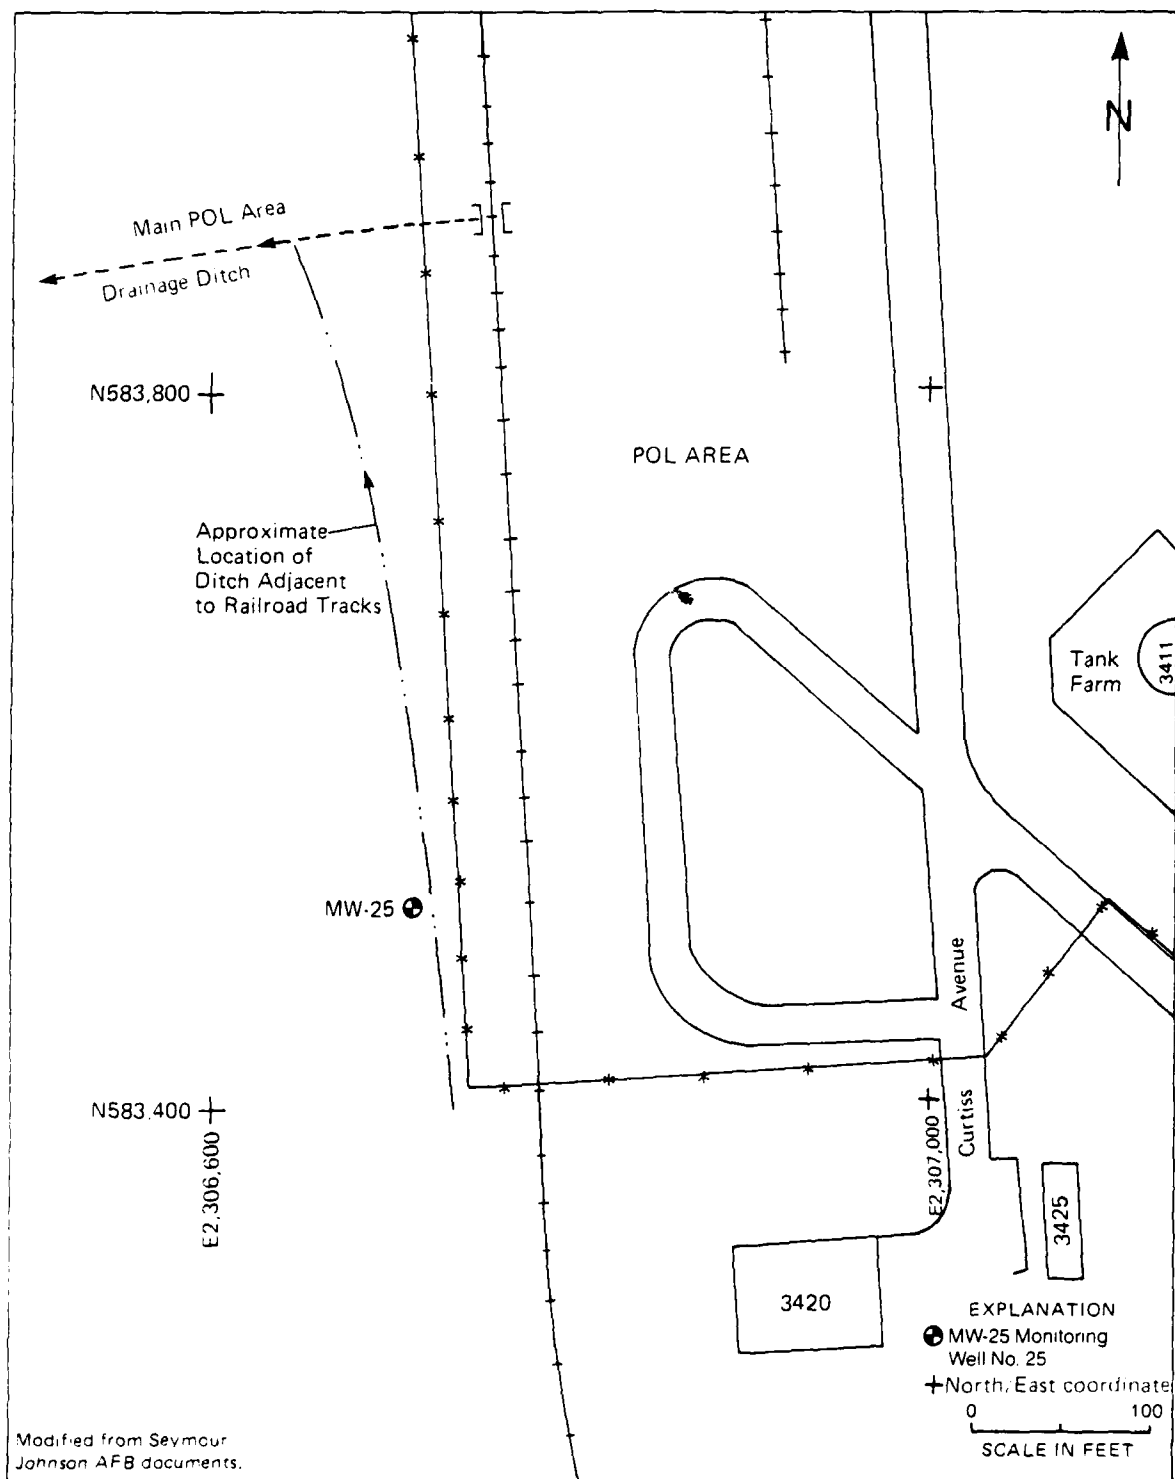 N
Main POL Area
Drainage Ditch
N583,800
POL AREA
Approximate
Location of
Ditch Adjacent
to Railroad Tracks
Tank
Farm
3411
MW-25
Avenue
Curtiss
N583,400
E2,306,600
E2,307,000
3425
3420
EXPLANATION
MW-25 Monitoring
Well No. 25
North, East coordinate
0 100
SCALE IN FEET
Modified from Seymour
Johnson AFB documents.